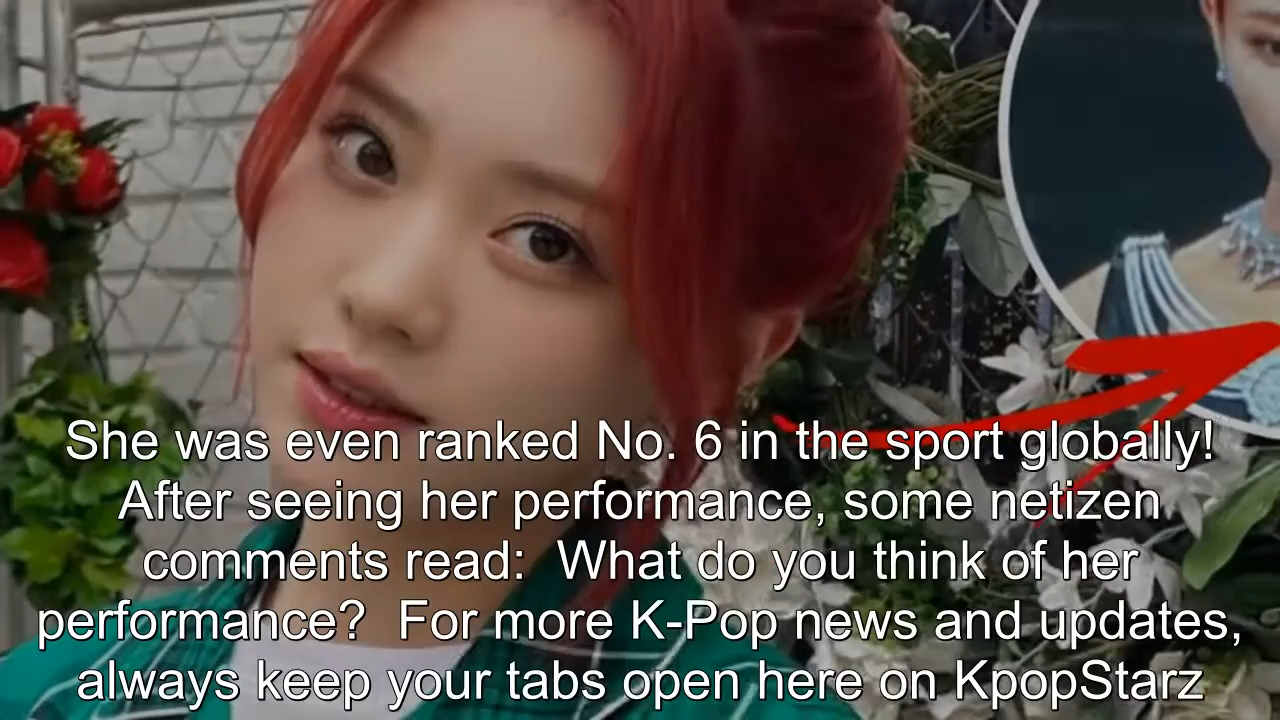 She was even ranked No. 6 in the sport globally!
After seeing her performance, some netizen
comments read:  What do you think of her
performance?  For more K-Pop news and updates,
always keep your tabs open here on KpopStarz